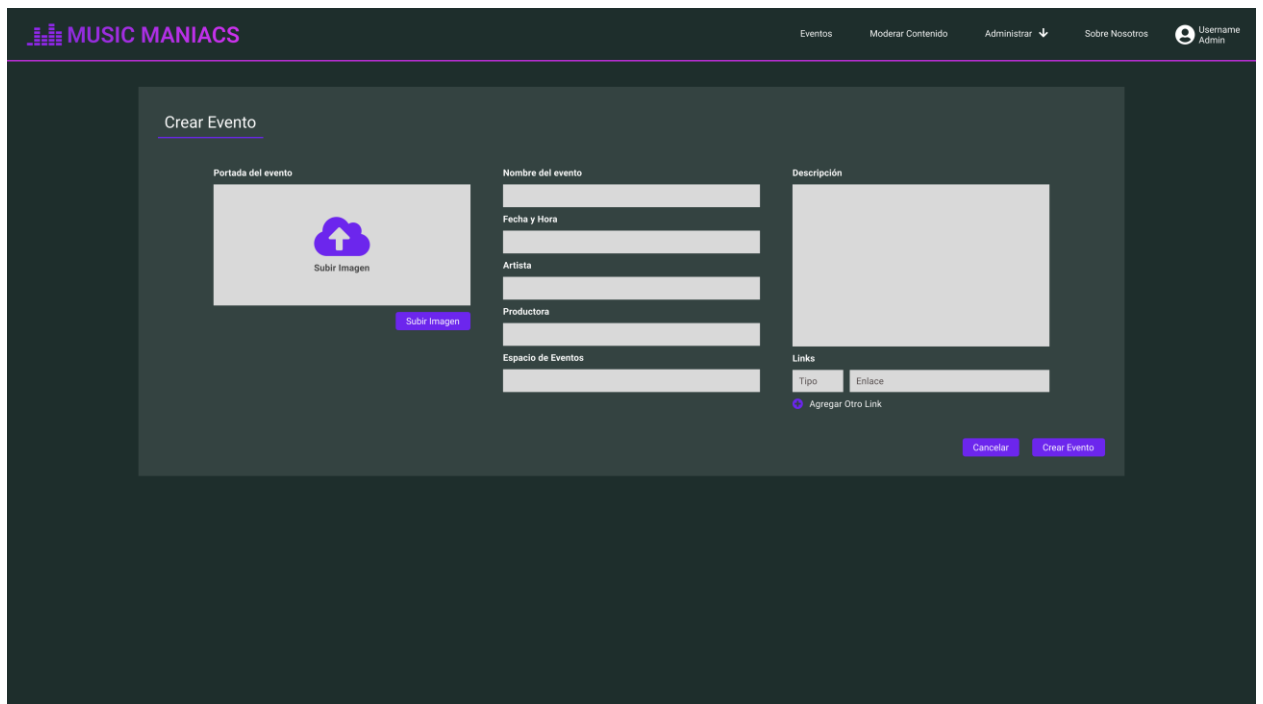 MUSIC MANIACS
Eventos
Moderar Contenido
Administrar
Sobre Nosotros
Username
Admin
Crear Evento
Portada del evento
Subir Imagen
Subir Imagen
Nombre del evento
Fecha y Hora
Artista
Productora
Espacio de Eventos
Descripción
Links
Tipo
Enlace
Agregar Otro Link
Cancelar
Crear Evento